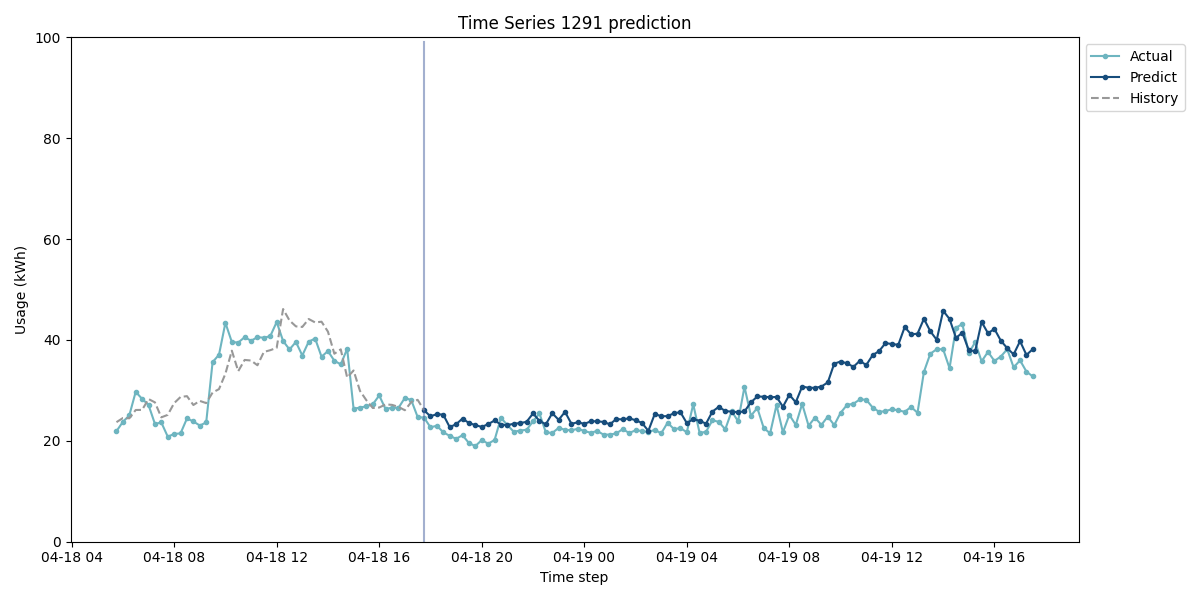 Time Series 1291 prediction
100
80
60
40
20
0
Usage (kWh)
04-18 04
04-18 08
04-18 12
04-18 16
04-18 20
04-19 00
04-19 04
04-19 08
04-19 12
04-19 16
Time step
Actual
Predict
History